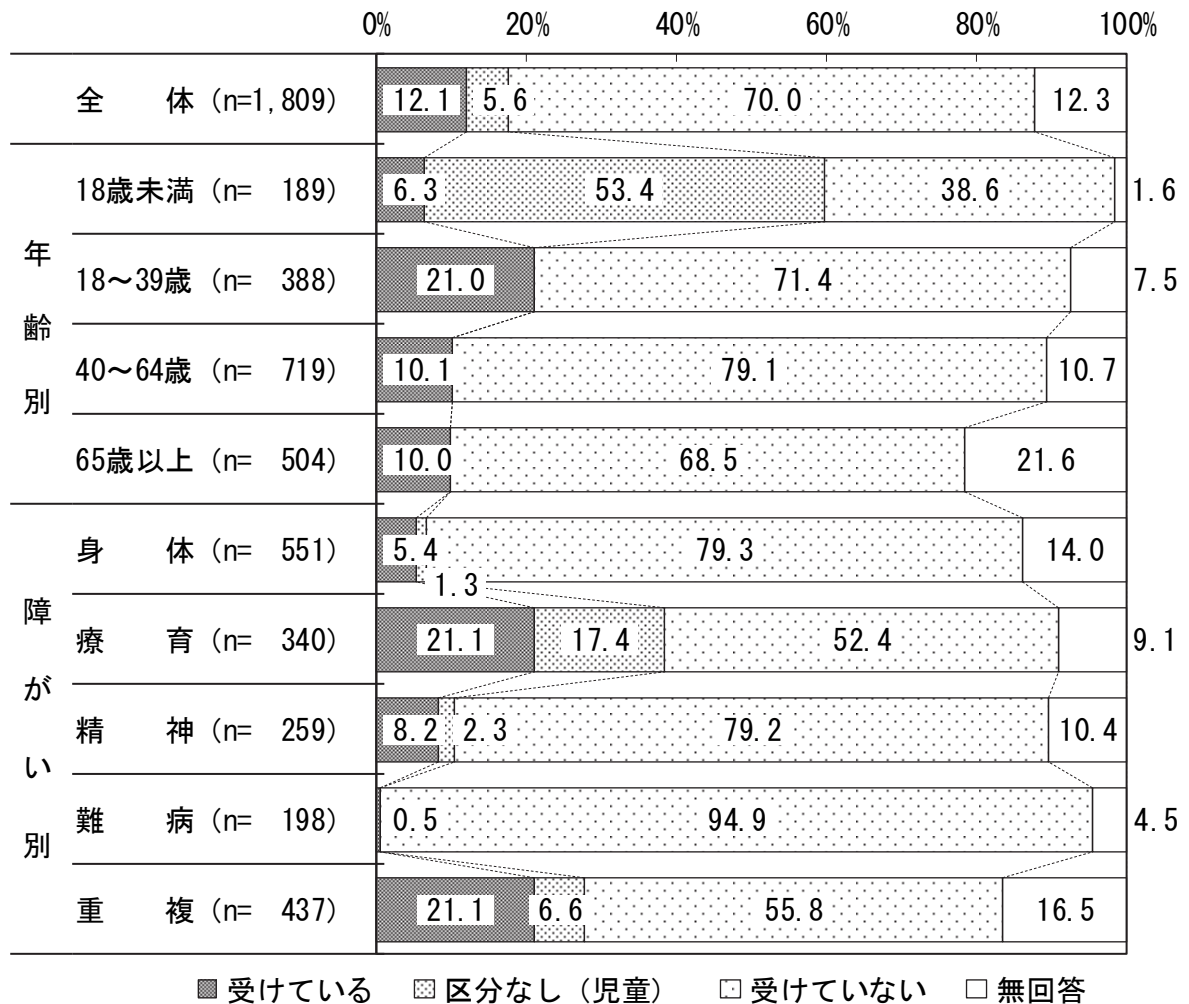 0% 20% 40% 60% 80% 100%
全 体 (n=1,809) 12.1 5.6 70.0 12.3
年齢別
18歳未満 (n= 189) 6.3 53.4 38.6 1.6
18～39歳 (n= 388) 21.0 71.4 7.5
40～64歳 (n= 719) 10.1 79.1 10.7
65歳以上 (n= 504) 10.0 68.5 21.6
障がい別
身 体 (n= 551) 5.4 1.3 79.3 14.0
療 育 (n= 340) 21.1 17.4 52.4 9.1
精 神 (n= 259) 8.2 2.3 79.2 10.4
難 病 (n= 198) 0.5 94.9 4.5
重 複 (n= 437) 21.1 6.6 55.8 16.5
受けている 区分なし（児童） 受けていない 無回答